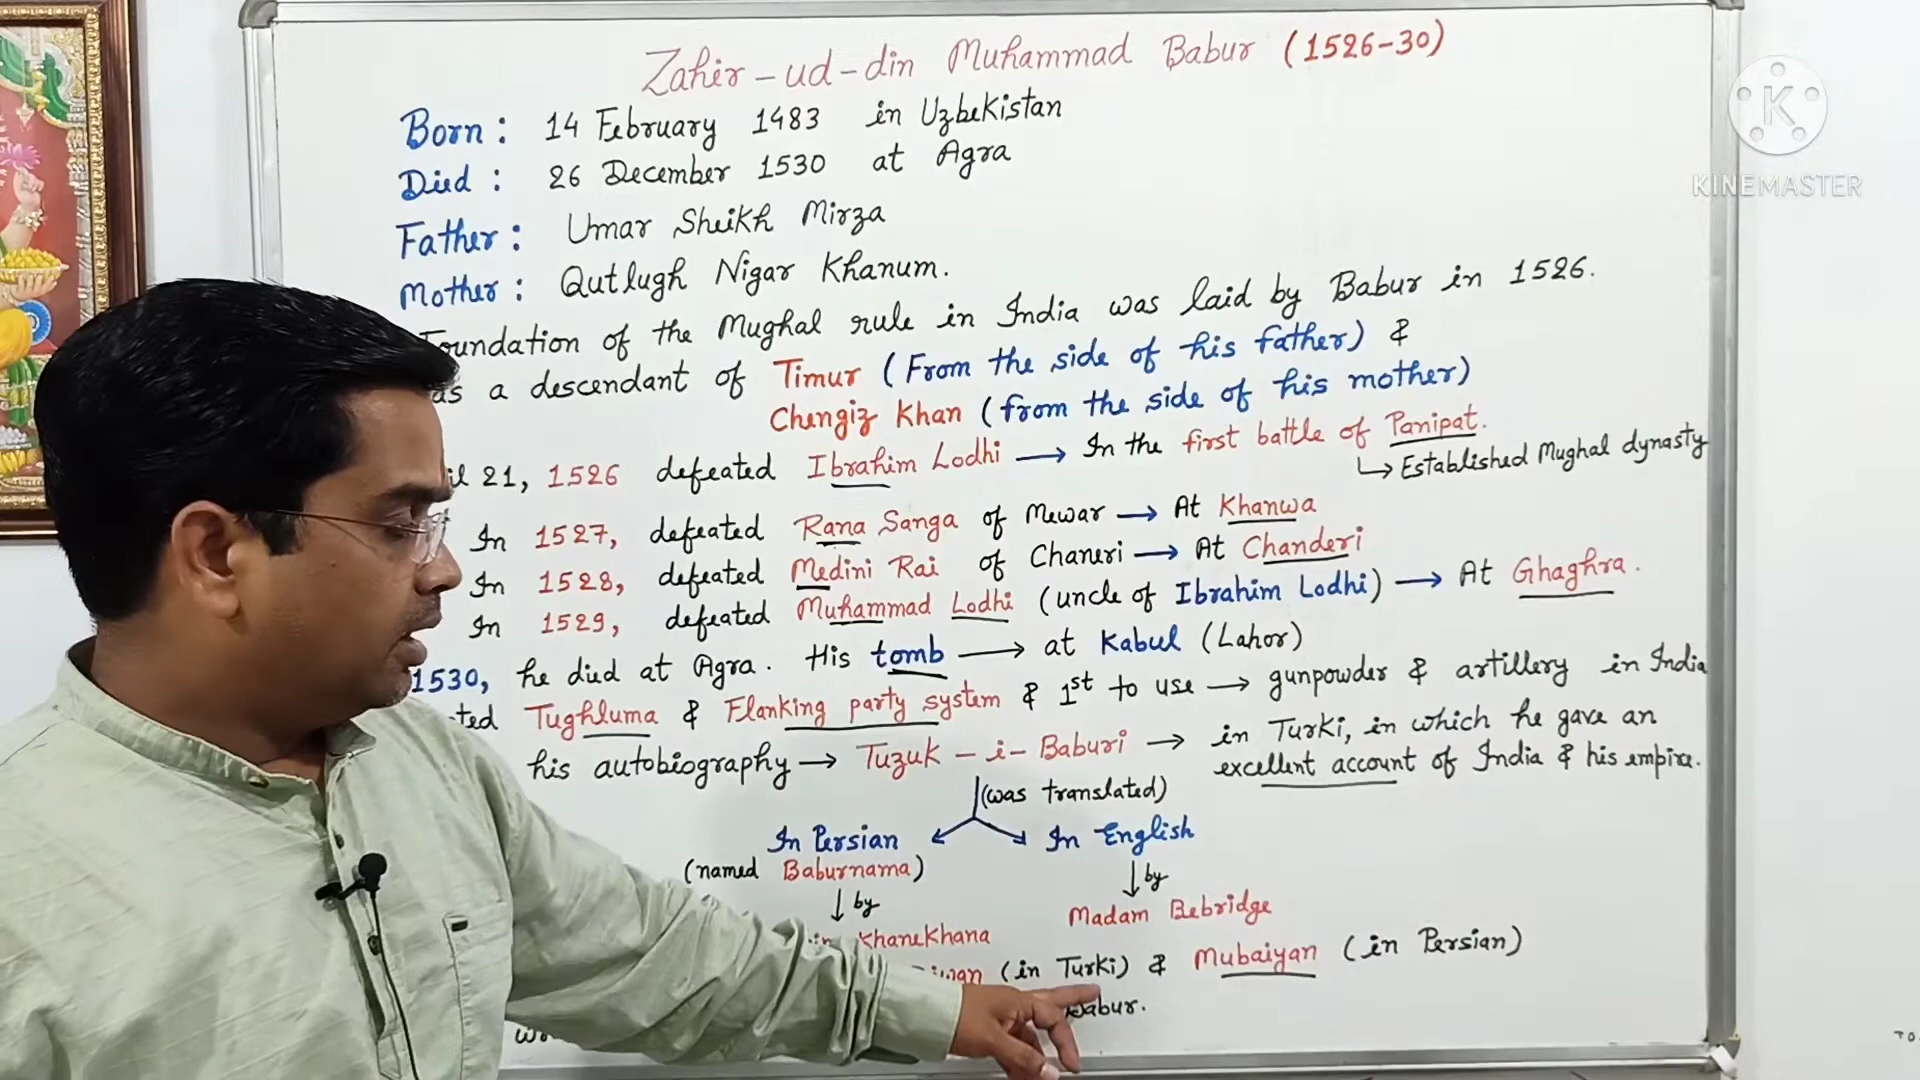 Zahir-ud-din Muhammad Babur (1526-30)
Born: 14 February 1483 in Uzbekistan
Died: 26 December 1530 at Agra
Father: Umar Sheikh Mirza
Mother: Qutlugh Nigar Khanum.
Foundation of the Mughal rule in India was laid by Babur in 1526.
as a descendant of Timur (From the side of his father) &
Chengiz Khan (from the side of his mother)
il 21, 1526 defeated Ibrahim Lodhi → In the first battle of Panipat.
↳ Established Mughal dynasty
In 1527, defeated Rana Sanga of Mewar → At Khanwa
In 1528, defeated Medini Rai of Chaneri → At Chanderi
In 1529, defeated Muhammad Lodhi (uncle of Ibrahim Lodhi) → At Ghaghra.
1530, he died at Agra. His tomb → at Kabul (Lahor)
ted Tughluma & Flanking party system & 1st to use → gunpowder & artillery in India
his autobiography → Tuzuk-i-Baburi → in Turki, in which he gave an
excellent account of India & his empire.
(was translated)
In Persian In English
(named Baburnama) ↓ by
↓ by Madam Bebridge
Khanekhana
(in Turki) & Mubaiyan (in Persian)
Babur.
KINEMASTER